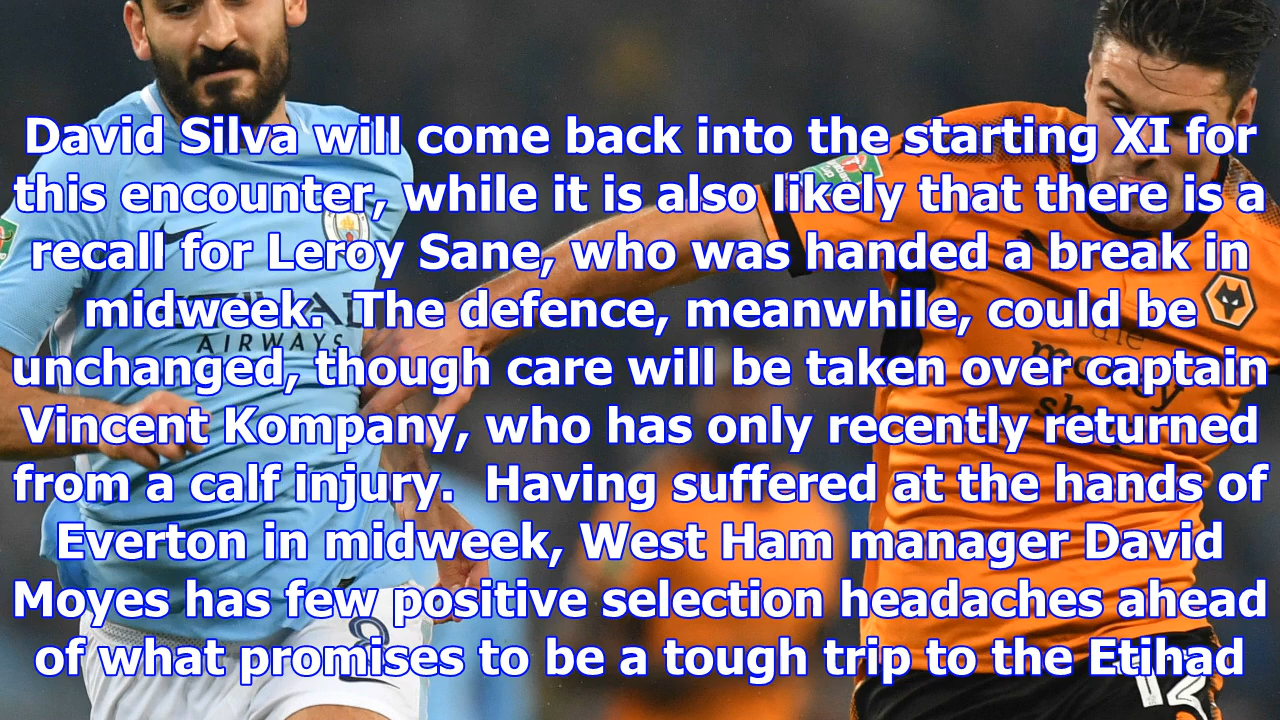 David Silva will come back into the starting XI for
this encounter, while it is also likely that there is a
recall for Leroy Sane, who was handed a break in
midweek.  The defence, meanwhile, could be
unchanged, though care will be taken over captain
Vincent Kompany, who has only recently returned
from a calf injury.  Having suffered at the hands of
Everton in midweek, West Ham manager David
Moyes has few positive selection headaches ahead
of what promises to be a tough trip to the Etihad
AIRWAYS
the
8